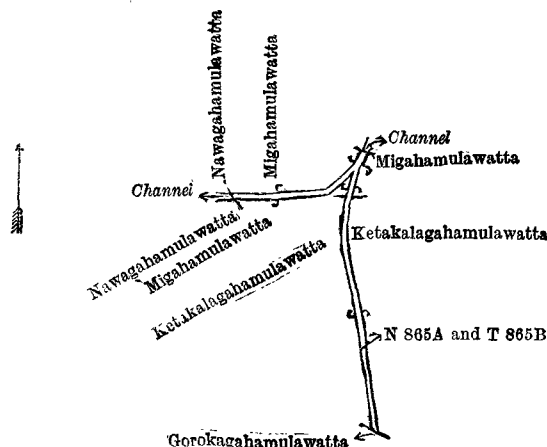 Nawagahamulawatta
Migahamulawatta
Channel
Migahamulawatta
Channel
Nawagahamulawatta
Migahamulawatta
Ketakalagahamulawatta
Ketakalagahamulawatta
N 865A and T 865B
Gorokagahamulawatta